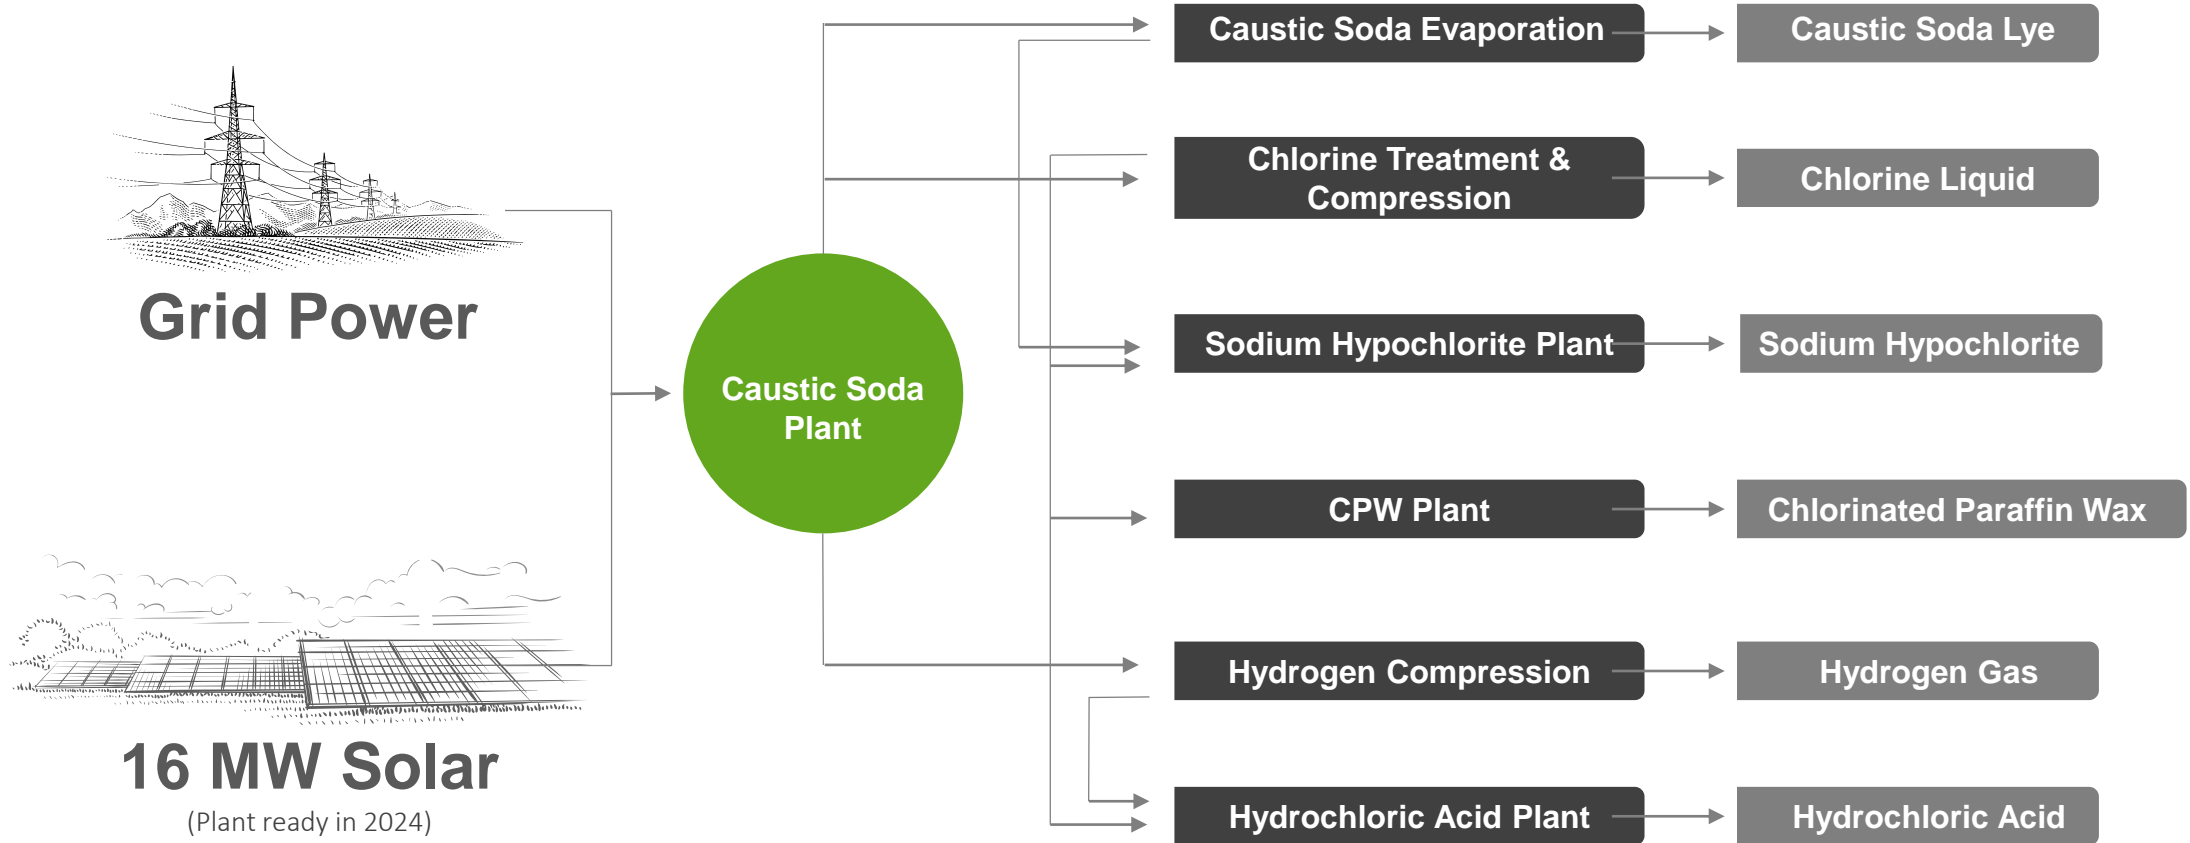 Grid Power
16 MW Solar
(Plant ready in 2024)
Caustic Soda
Plant
Caustic Soda Evaporation
Caustic Soda Lye
Chlorine Treatment &
Compression
Chlorine Liquid
Sodium Hypochlorite Plant
Sodium Hypochlorite
CPW Plant
Chlorinated Paraffin Wax
Hydrogen Compression
Hydrogen Gas
Hydrochloric Acid Plant
Hydrochloric Acid